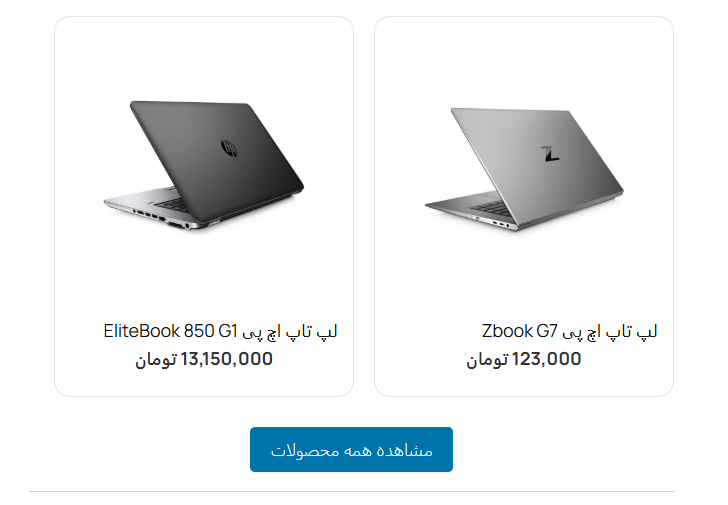 لپ تاپ اچ پی Zbook G7
123,000 تومان
لپ تاپ اچ پی EliteBook 850 G1
13,150,000 تومان
مشاهده همه محصولات
hp
Z